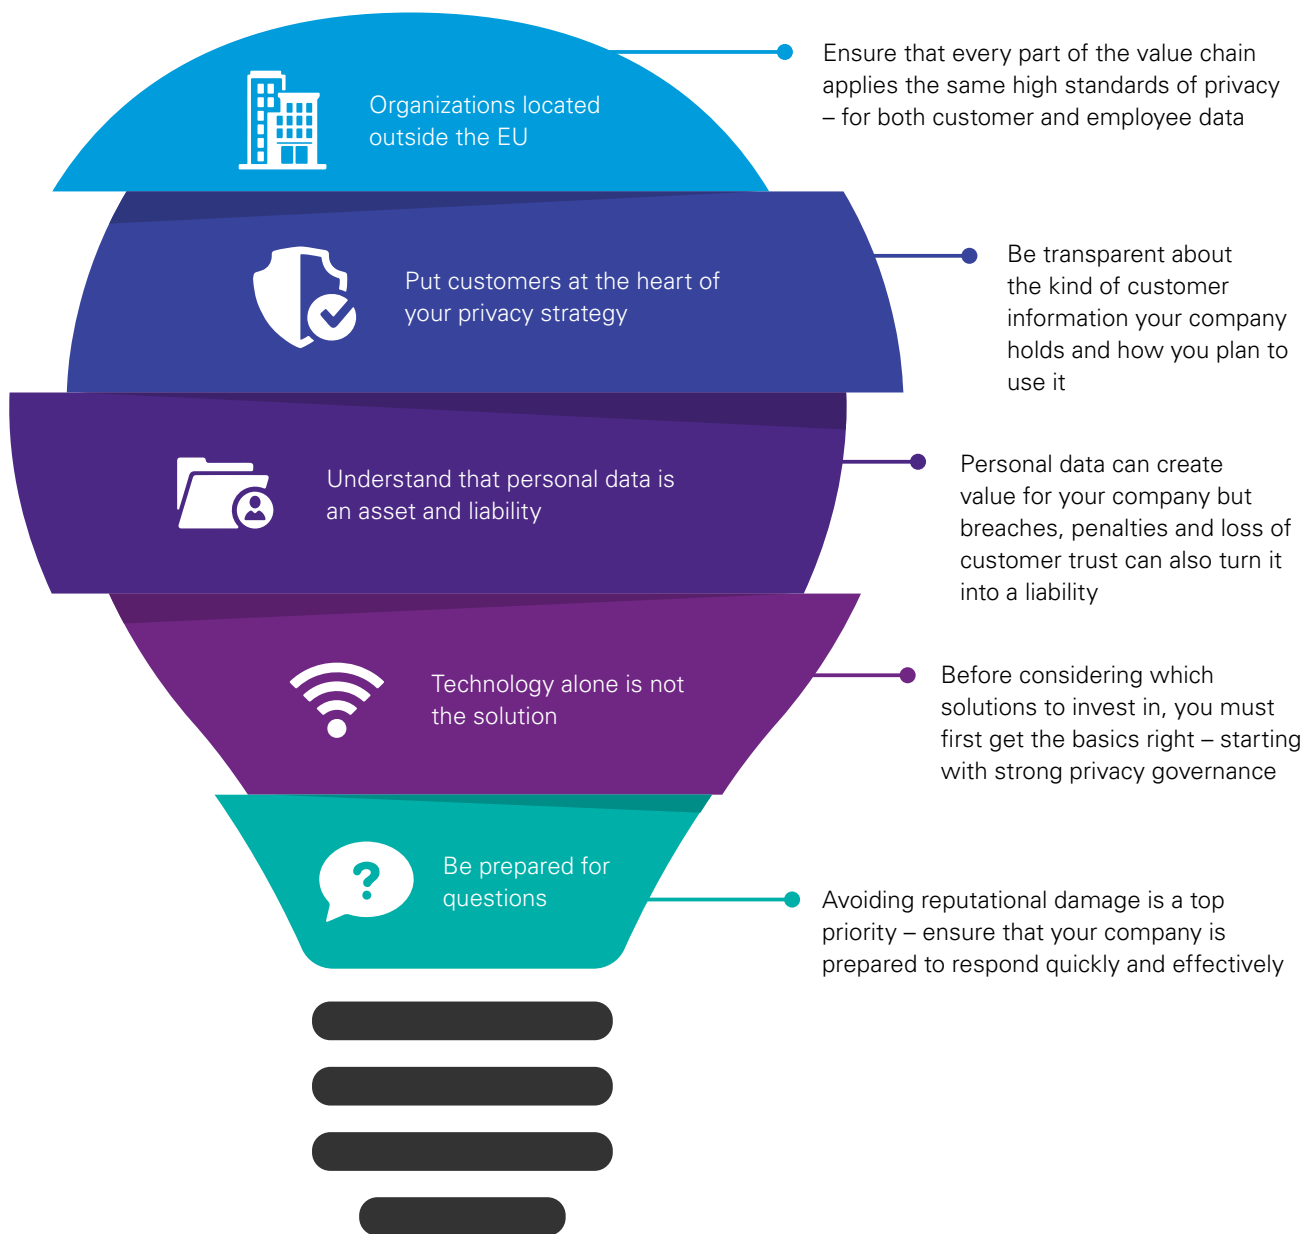 Organizations located
outside the EU
Ensure that every part of the value chain
applies the same high standards of privacy
– for both customer and employee data
Put customers at the heart of
your privacy strategy
Be transparent about
the kind of customer
information your company
holds and how you plan to
use it
Understand that personal data is
an asset and liability
Personal data can create
value for your company but
breaches, penalties and loss of
customer trust can also turn it
into a liability
Technology alone is not
the solution
Before considering which
solutions to invest in, you must
first get the basics right – starting
with strong privacy governance
?
Be prepared for
questions
Avoiding reputational damage is a top
priority – ensure that your company is
prepared to respond quickly and effectively